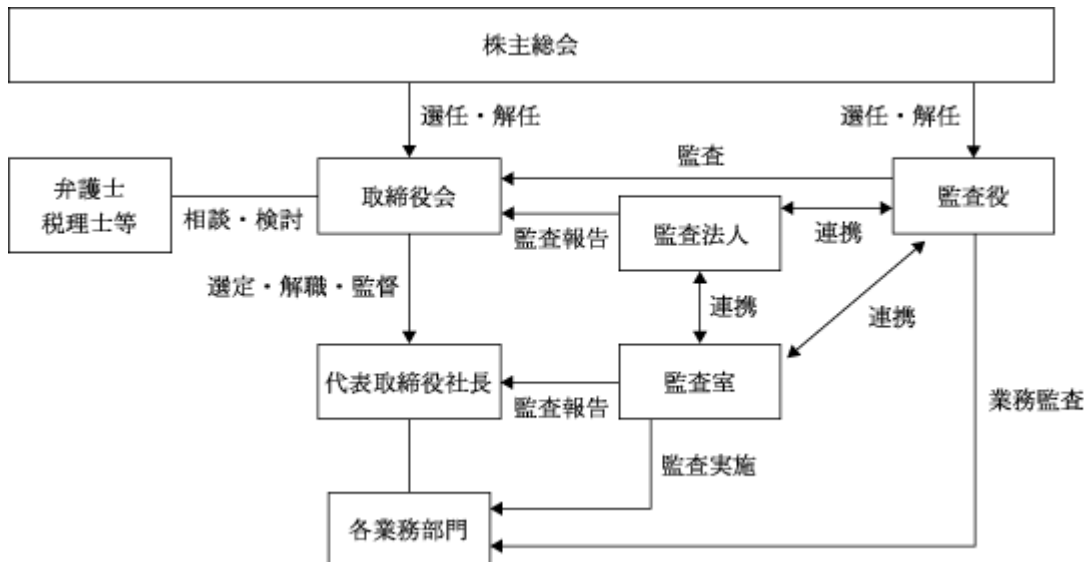 株主総会
選任・解任
選任・解任
監査
弁護士
税理士等
相談・検討
取締役会
監査報告
監査法人
連携
監査役
選定・解職・監督
連携
連携
代表取締役社長
監査報告
監査室
業務監査
監査実施
各業務部門